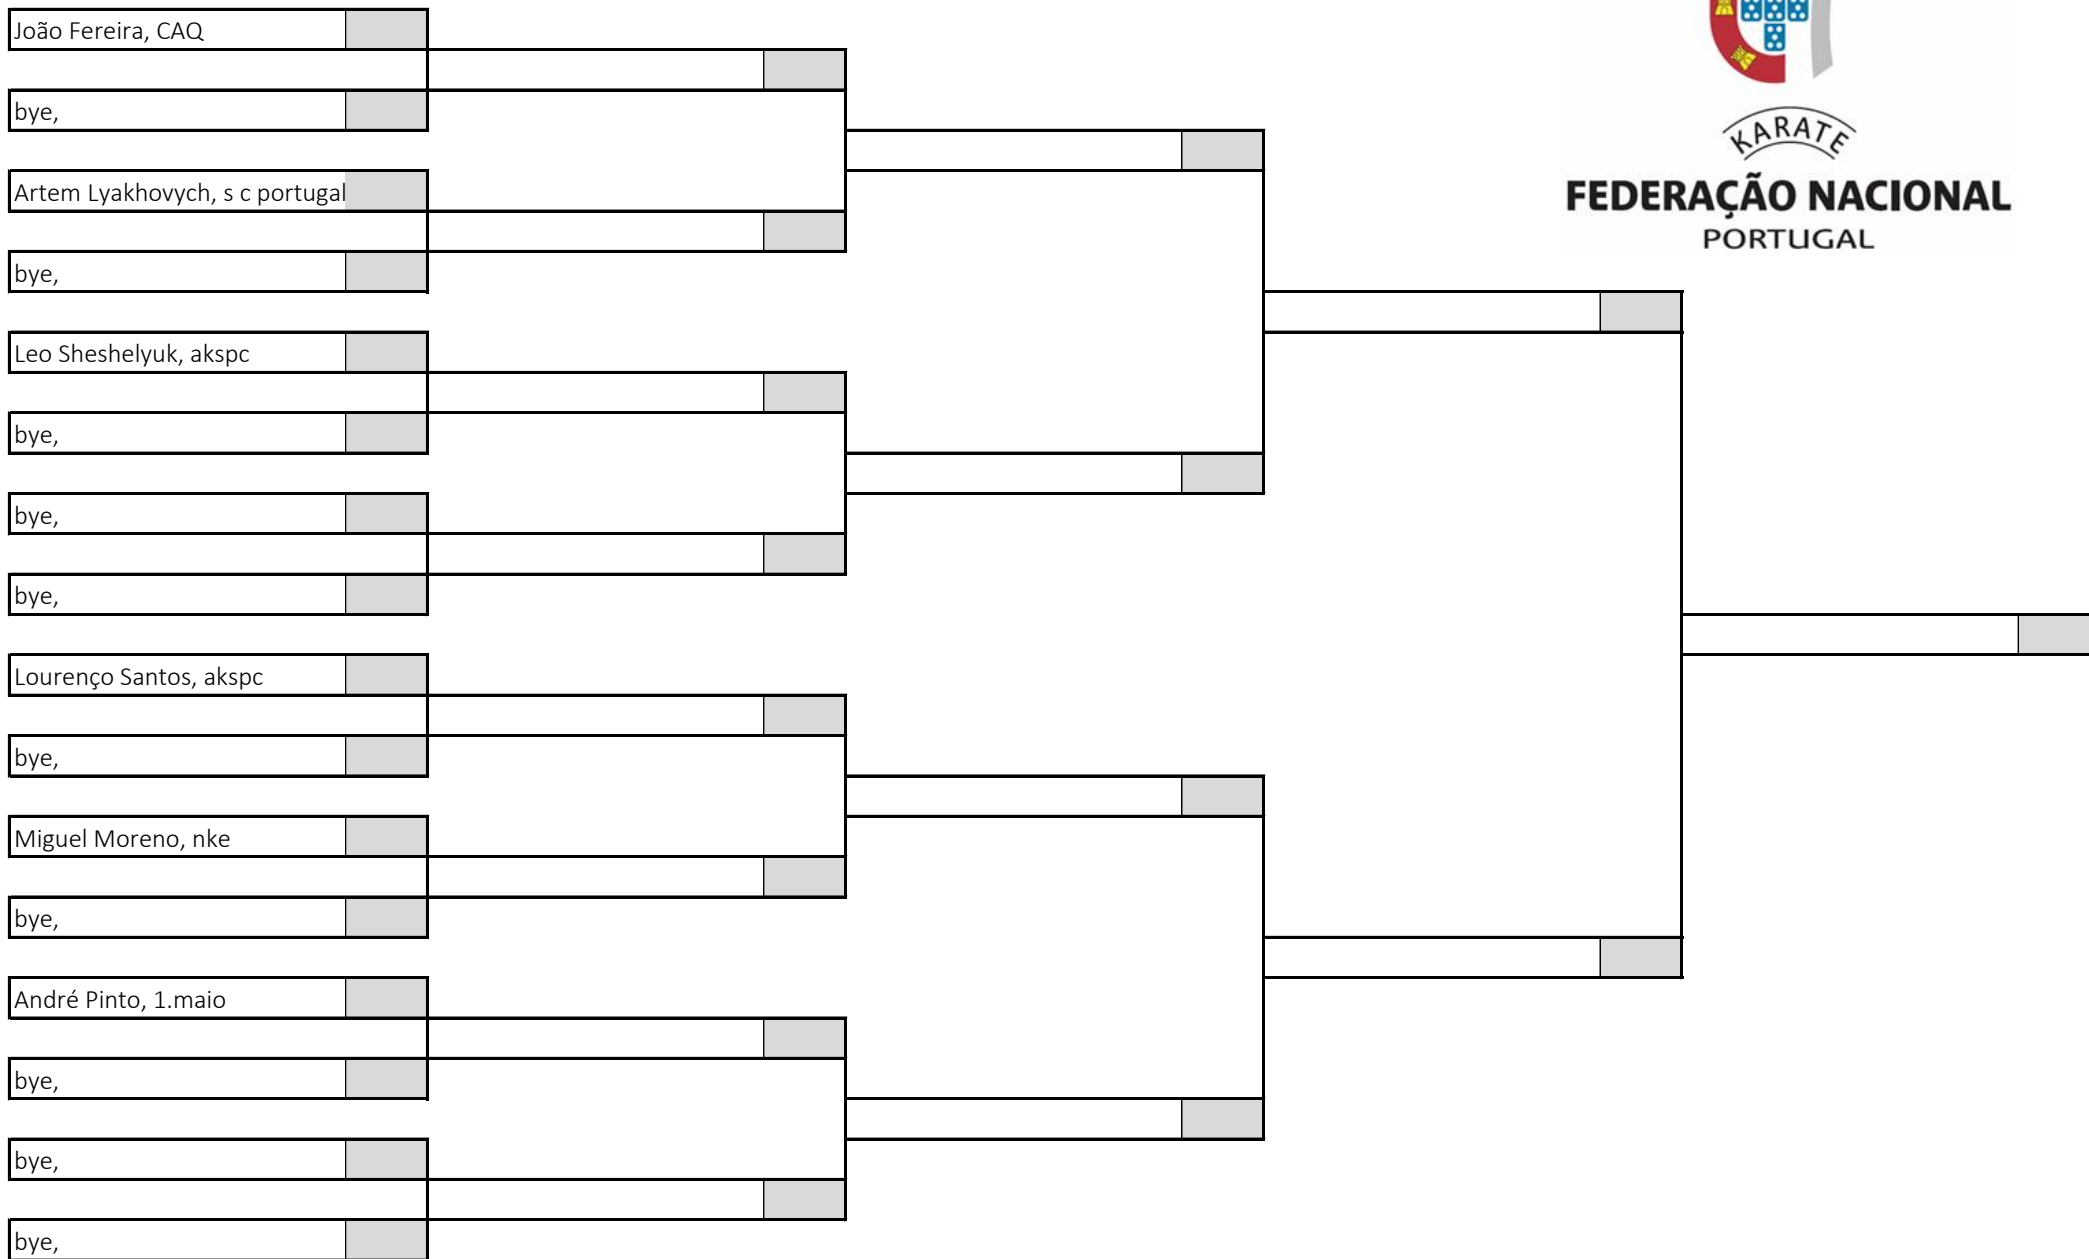 João Fereira, CAQ
bye,
Artem Lyakhovych, s c portugal
bye,
Leo Sheshelyuk, akspc
bye,
bye,
bye,
Lourenço Santos, akspc
bye,
Miguel Moreno, nke
bye,
André Pinto, 1.maio
bye,
bye,
bye,
KARATE
FEDERAÇÃO NACIONAL
PORTUGAL